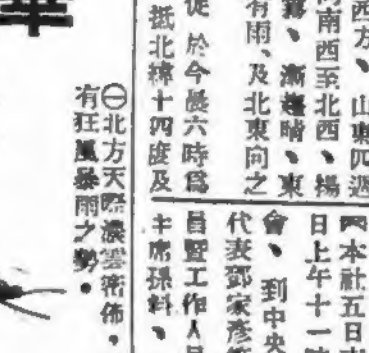 華
西方、山東四週
向南西至北西、揚
霧、漸趨晴、東
有雨、及北東向之
於今晨六時爲
抵北緯十四度及
㊀北方天際濃雲密佈，
有狂風暴雨之勢。
本社五日
日上午十一時
會、到中央
代表鄧家彥
員暨工作人員
主席孫科、